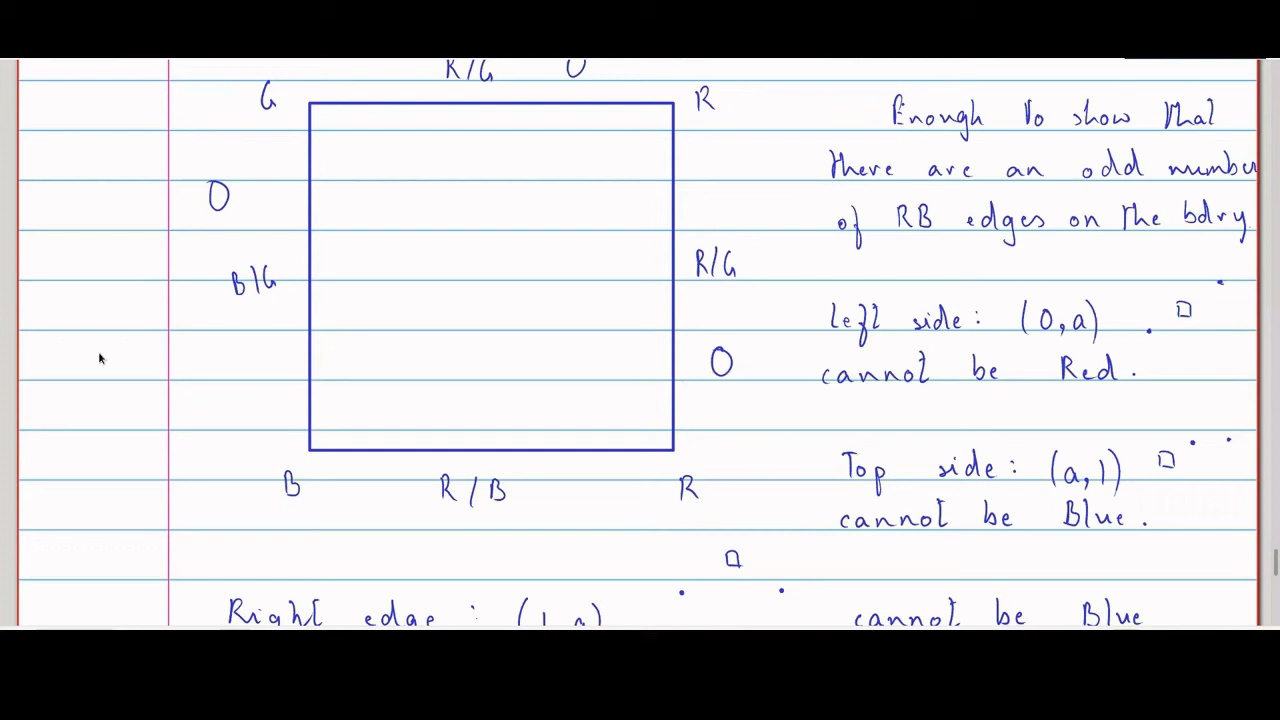 R/G O
G R
Enough to show that
there are an odd number
of RB edges on the bdry.
O
B/G
R/G
Left side: (0,a)
cannot be Red.
O
B R/B R
Top side: (a,1)
cannot be Blue.
Right edge: (1,a) cannot be Blue